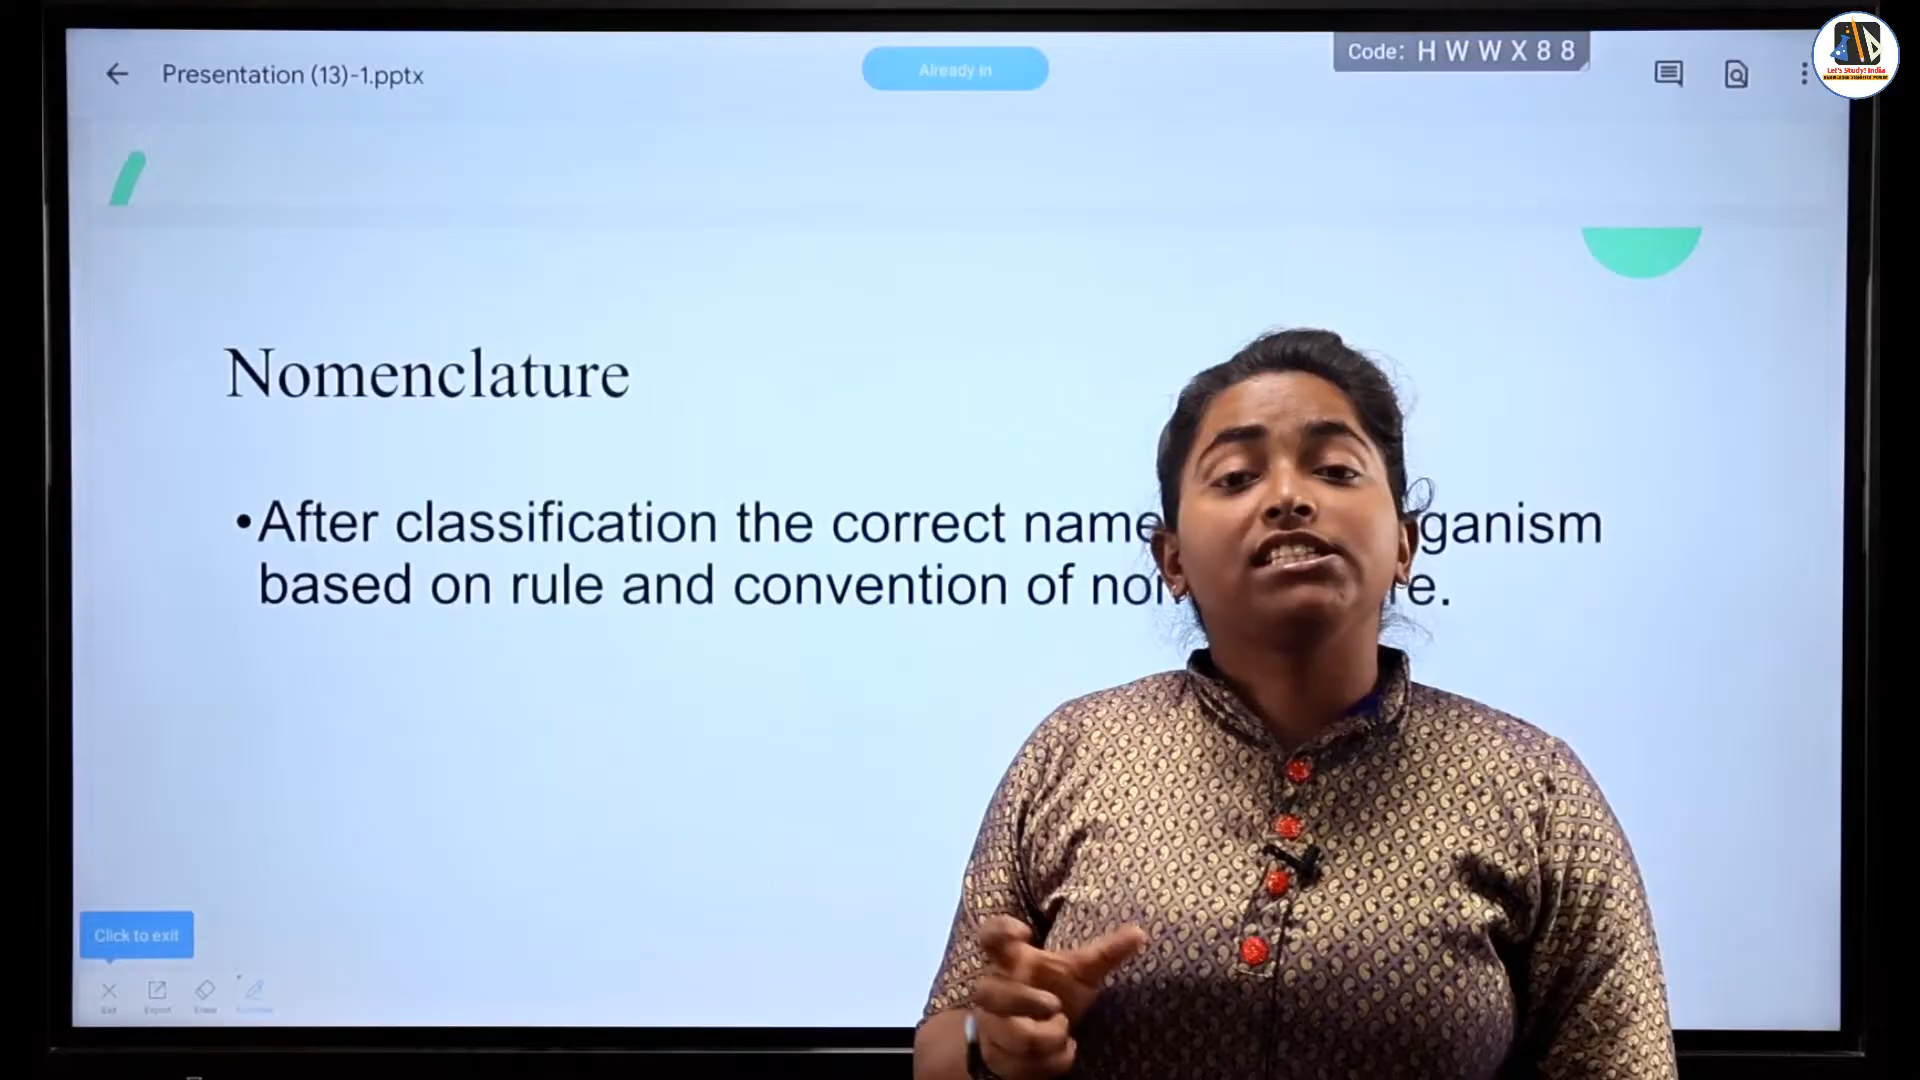 Presentation (13)-1.pptx
Already in
Code: H W W X 8 8
Let's Study! India
Nomenclature
•After classification the correct name ganism
based on rule and convention of nom e.
Click to exit
Exit Export Erase